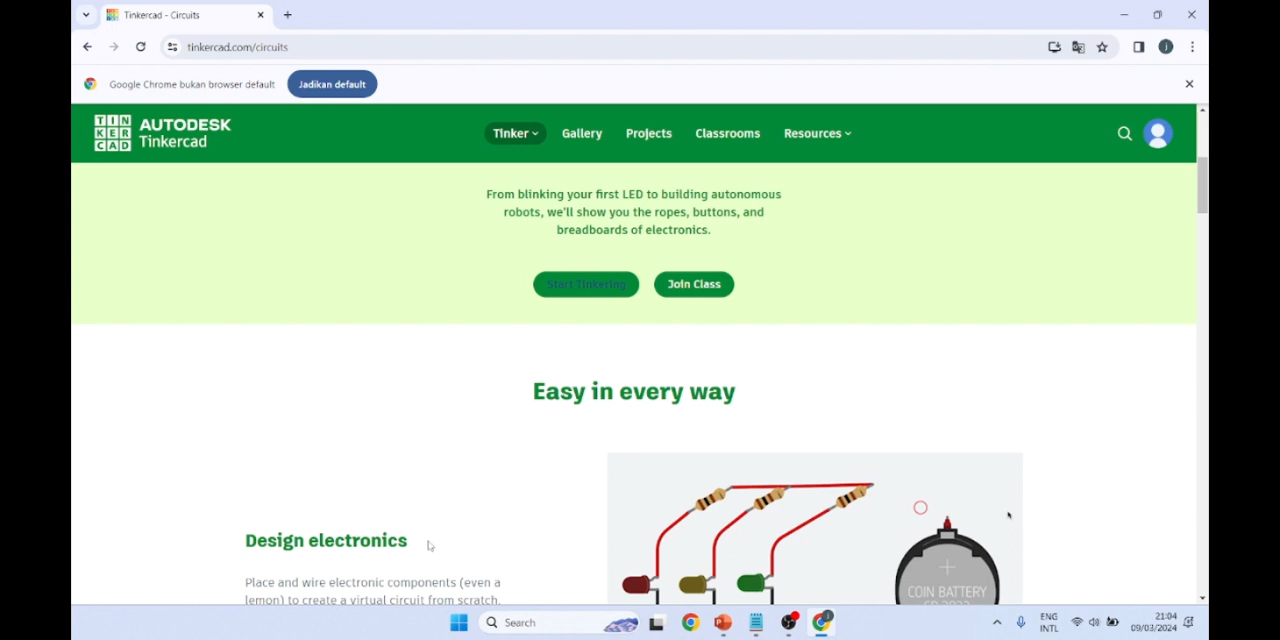 Tinkercad - Circuits
tinkercad.com/circuits
Google Chrome bukan browser default
Jadikan default
TIN
KER
CAD
AUTODESK
Tinkercad
Tinker
Gallery
Projects
Classrooms
Resources
From blinking your first LED to building autonomous
robots, we'll show you the ropes, buttons, and
breadboards of electronics.
Start Tinkering
Join Class
Easy in every way
Design electronics
Place and wire electronic components (even a
lemon) to create a virtual circuit from scratch.
COIN BATTERY
Search
ENG
INTL
21:04
09/03/2024